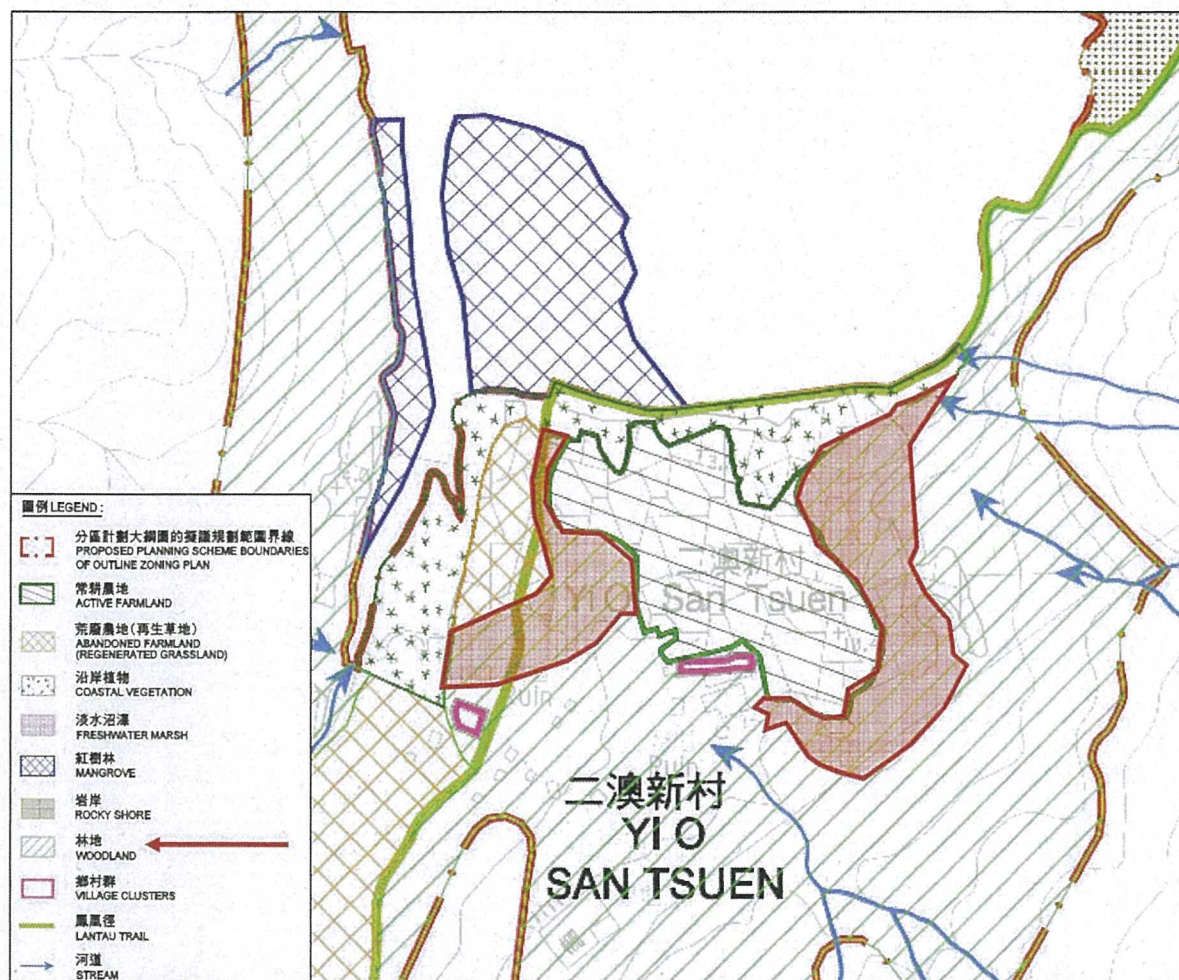 圖例 LEGEND :
分區計劃大綱圖的擬議規劃範圍界線
PROPOSED PLANNING SCHEME BOUNDARIES
OF OUTLINE ZONING PLAN
常耕農地
ACTIVE FARMLAND
荒廢農地(再生草地)
ABANDONED FARMLAND
(REGENERATED GRASSLAND)
沿岸植物
COASTAL VEGETATION
淡水沼澤
FRESHWATER MARSH
紅樹林
MANGROVE
岩岸
ROCKY SHORE
林地
WOODLAND
鄉村群
VILLAGE CLUSTERS
鳳凰徑
LANTAU TRAIL
河道
STREAM
二澳新村
YI O San Tsuen
Ruin
Ruin
二澳新村
YI O
SAN TSUEN